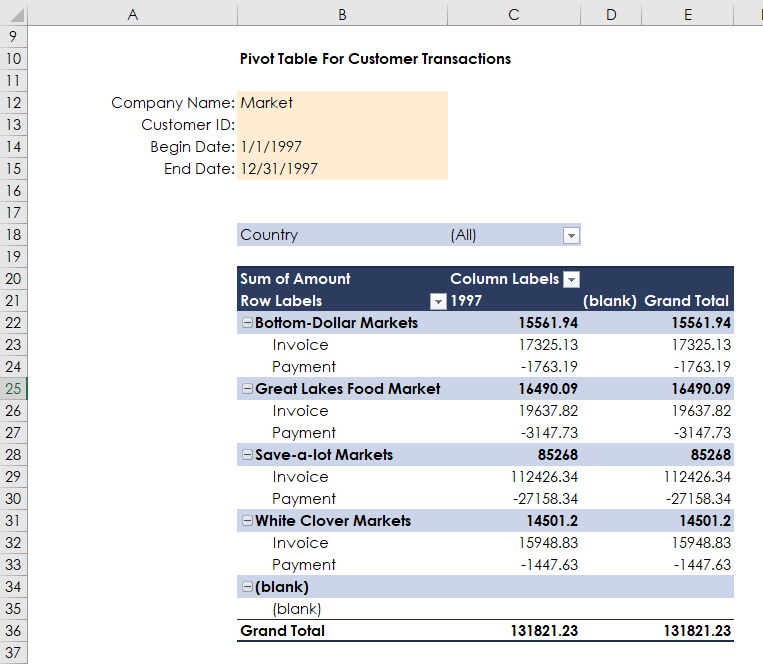 A B C D E
9
10 Pivot Table For Customer Transactions
11
12 Company Name: Market
13 Customer ID:
14 Begin Date: 1/1/1997
15 End Date: 12/31/1997
16
17
18 Country (All)
19
20 Sum of Amount Column Labels
21 Row Labels 1997 (blank) Grand Total
22 Bottom-Dollar Markets 15561.94 15561.94
23 Invoice 17325.13 17325.13
24 Payment -1763.19 -1763.19
25 Great Lakes Food Market 16490.09 16490.09
26 Invoice 19637.82 19637.82
27 Payment -3147.73 -3147.73
28 Save-a-lot Markets 85268 85268
29 Invoice 112426.34 112426.34
30 Payment -27158.34 -27158.34
31 White Clover Markets 14501.2 14501.2
32 Invoice 15948.83 15948.83
33 Payment -1447.63 -1447.63
34 (blank)
35 (blank)
36 Grand Total 131821.23 131821.23
37